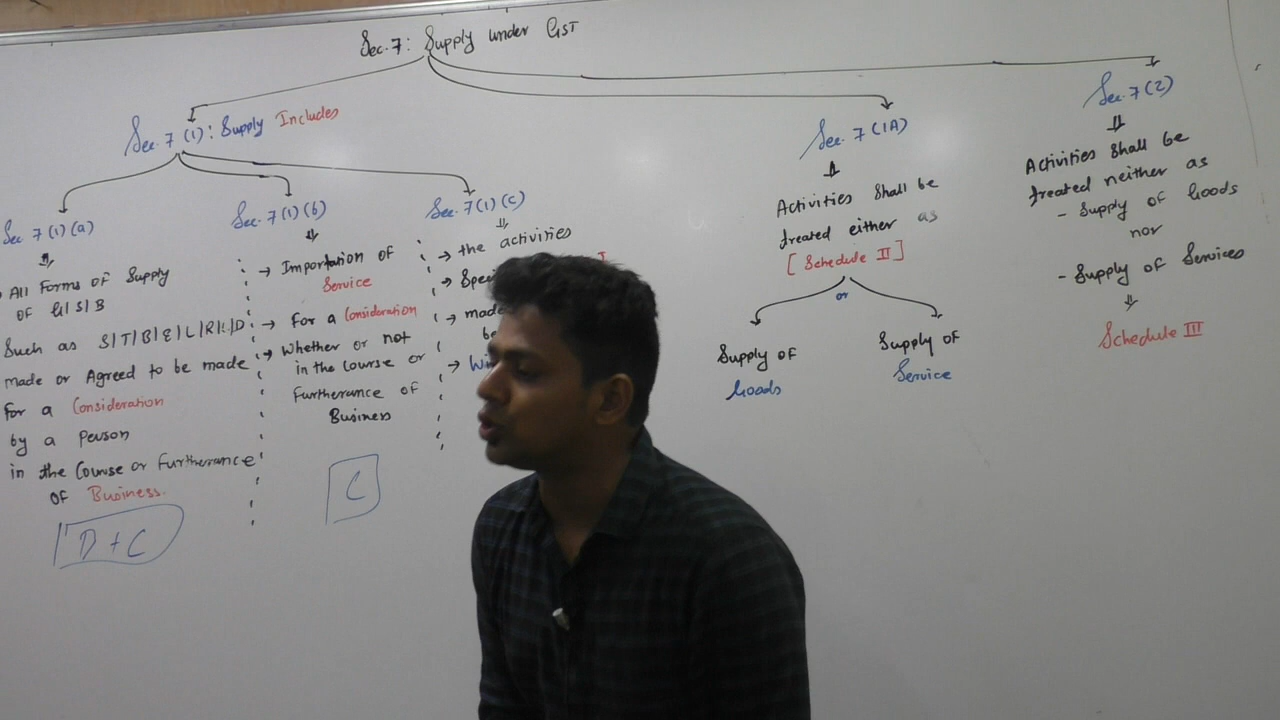 Sec. 7: Supply under GST
Sec. 7 (1): Supply Includes
Sec 7(1)(a)
⇓
All Forms of Supply
of G/S/B
Such as S/T/B/E/L/R/L/D
made or Agreed to be made
For a Consideration
by a person
in the Course or Furtherance
of Business.
D + C
Sec. 7(1)(b)
⇓
→ Importation of
Service
→ For a Consideration
→ Whether or not
in the Course or
Furtherance of
Business
C
Sec. 7(1)(c)
⇓
→ the activities
→ I
→ made
→
Sec. 7(1A)
⇓
Activities Shall be
treated either as
[Schedule II]
or
Supply of
Goods
Supply of
Service
Sec. 7(2)
⇓
Activities Shall be
treated neither as
- Supply of Goods
nor
- Supply of Services
⇓
Schedule III